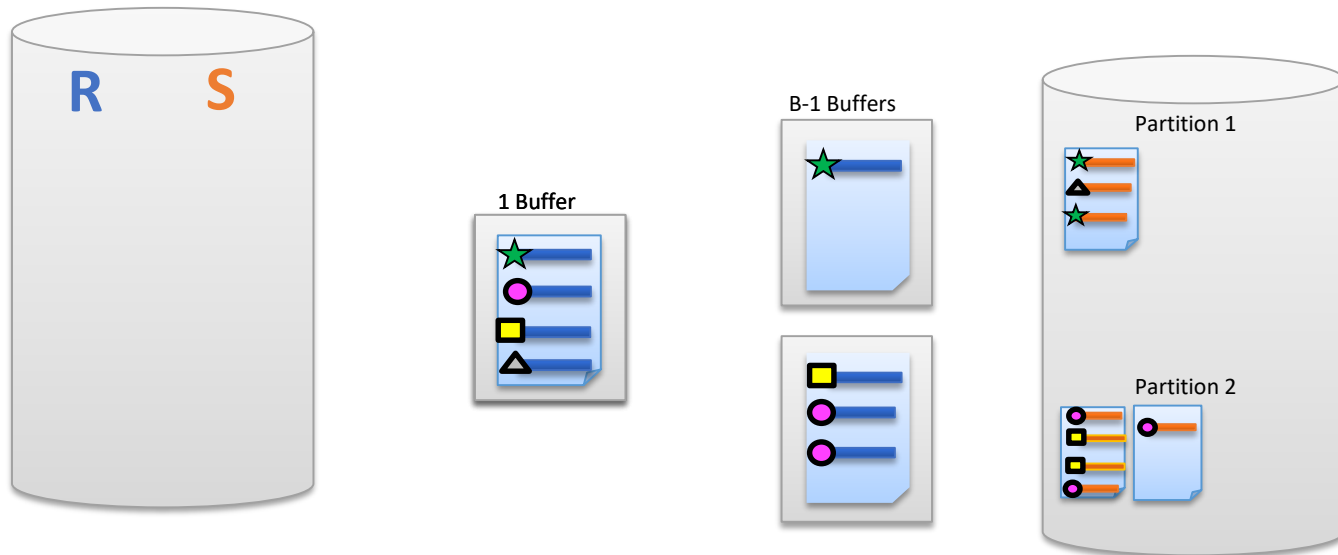 R S
1 Buffer
B-1 Buffers
Partition 1
Partition 2